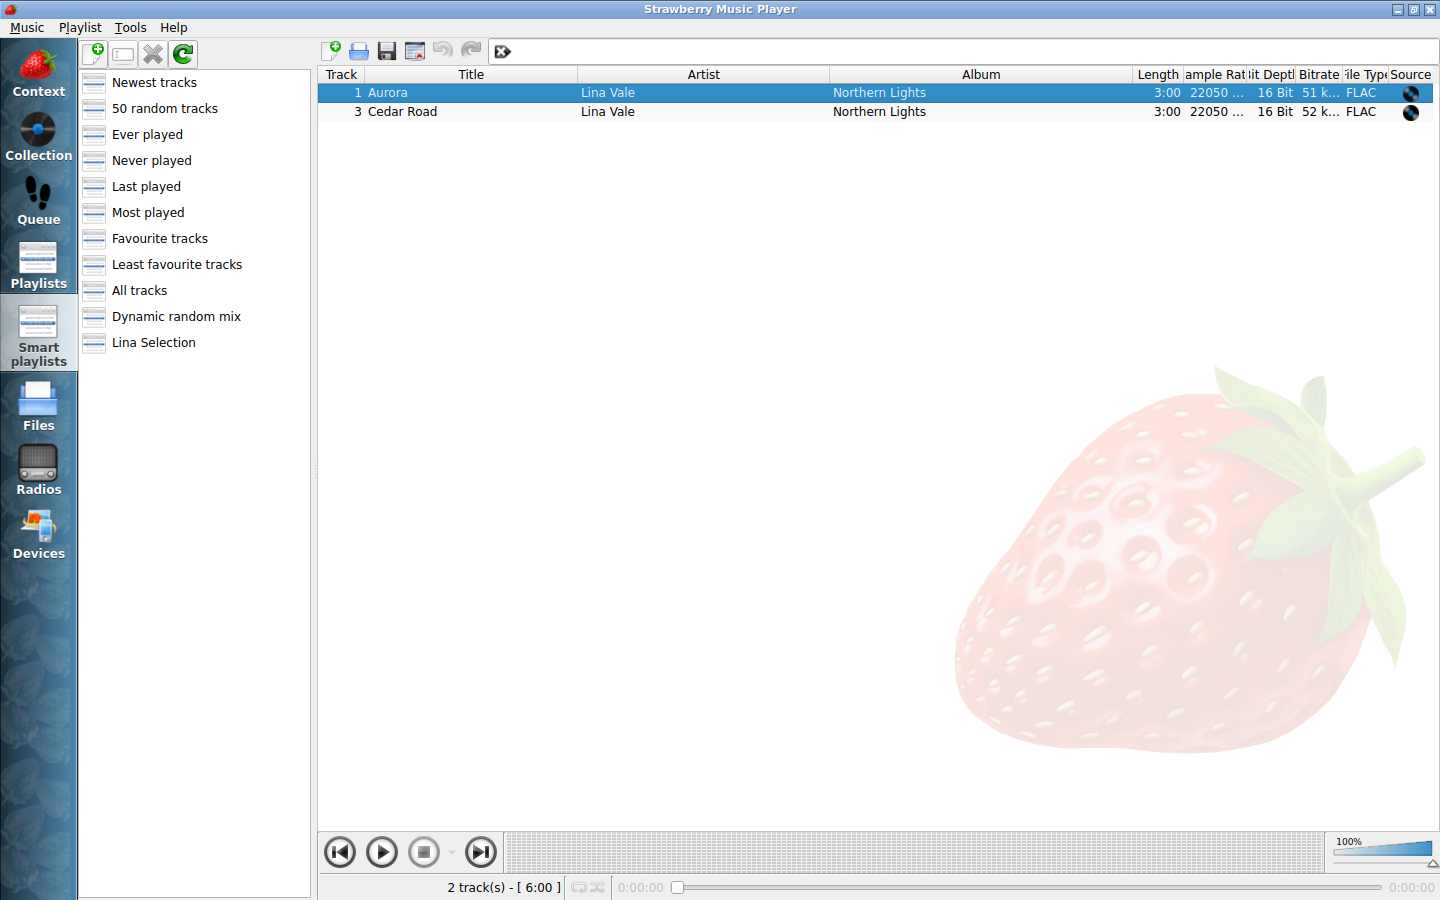 Strawberry Music Player
Music Playlist Tools Help
Context
Collection
Queue
Playlists
Smart
playlists
Files
Radios
Devices
Newest tracks
50 random tracks
Ever played
Never played
Last played
Most played
Favourite tracks
Least favourite tracks
All tracks
Dynamic random mix
Lina Selection
Track Title Artist Album Length ample Rat it Dept Bitrate ile Type Source
1 Aurora Lina Vale Northern Lights 3:00 22050 ... 16 Bit 51 k... FLAC
3 Cedar Road Lina Vale Northern Lights 3:00 22050 ... 16 Bit 52 k... FLAC
100%
2 track(s) - [ 6:00 ] 0:00:00 0:00:00